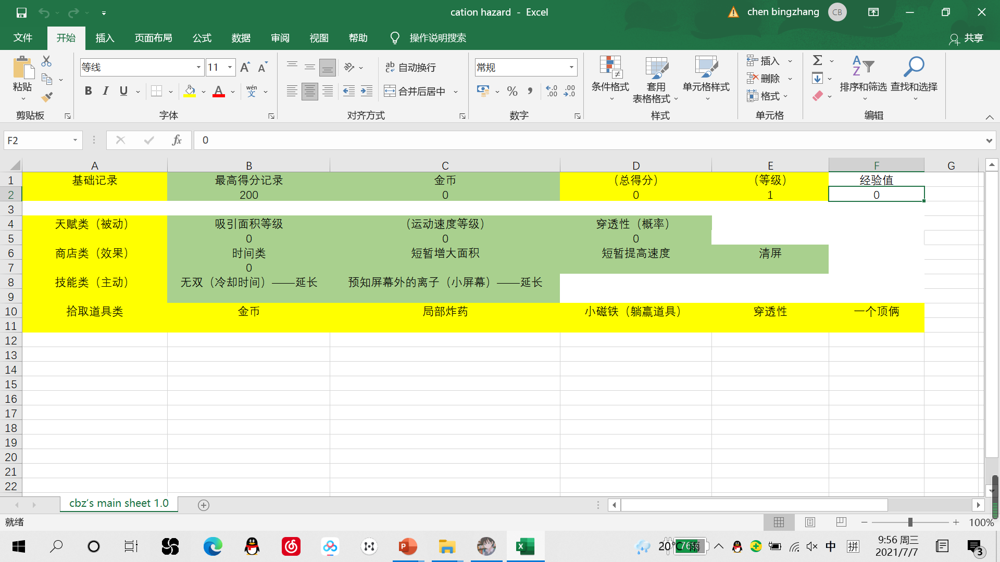 cation hazard - Excel
chen bingzhang CB
文件 开始 插入 页面布局 公式 数据 审阅 视图 帮助 操作说明搜索 共享
粘贴
剪贴板
等线 11
B I U A wén 文
字体
ab 自动换行
合并后居中
对齐方式
常规
% , .00 .0
数字
条件格式 套用 表格格式 单元格样式
样式
插入
删除
格式
单元格
排序和筛选 查找和选择
编辑
F2 fx 0
A B C D E F G
1 基础记录 最高得分记录 金币 （总得分） （等级） 经验值
2 200 0 0 1 0
3
4 天赋类（被动） 吸引面积等级 （运动速度等级） 穿透性（概率）
5 0 0 0
6 商店类（效果） 时间类 短暂增大面积 短暂提高速度 清屏
7 0
8 技能类（主动） 无双（冷却时间）——延长 预知屏幕外的离子（小屏幕）——延长
9
10 拾取道具类 金币 局部炸药 小磁铁（躺赢道具） 穿透性 一个顶俩
11
12
13
14
15
16
17
18
19
20
21
22
cbz‘s main sheet 1.0
就绪 100%
20°C 雨 76% 中 拼 9:56 周三
2021/7/7 3